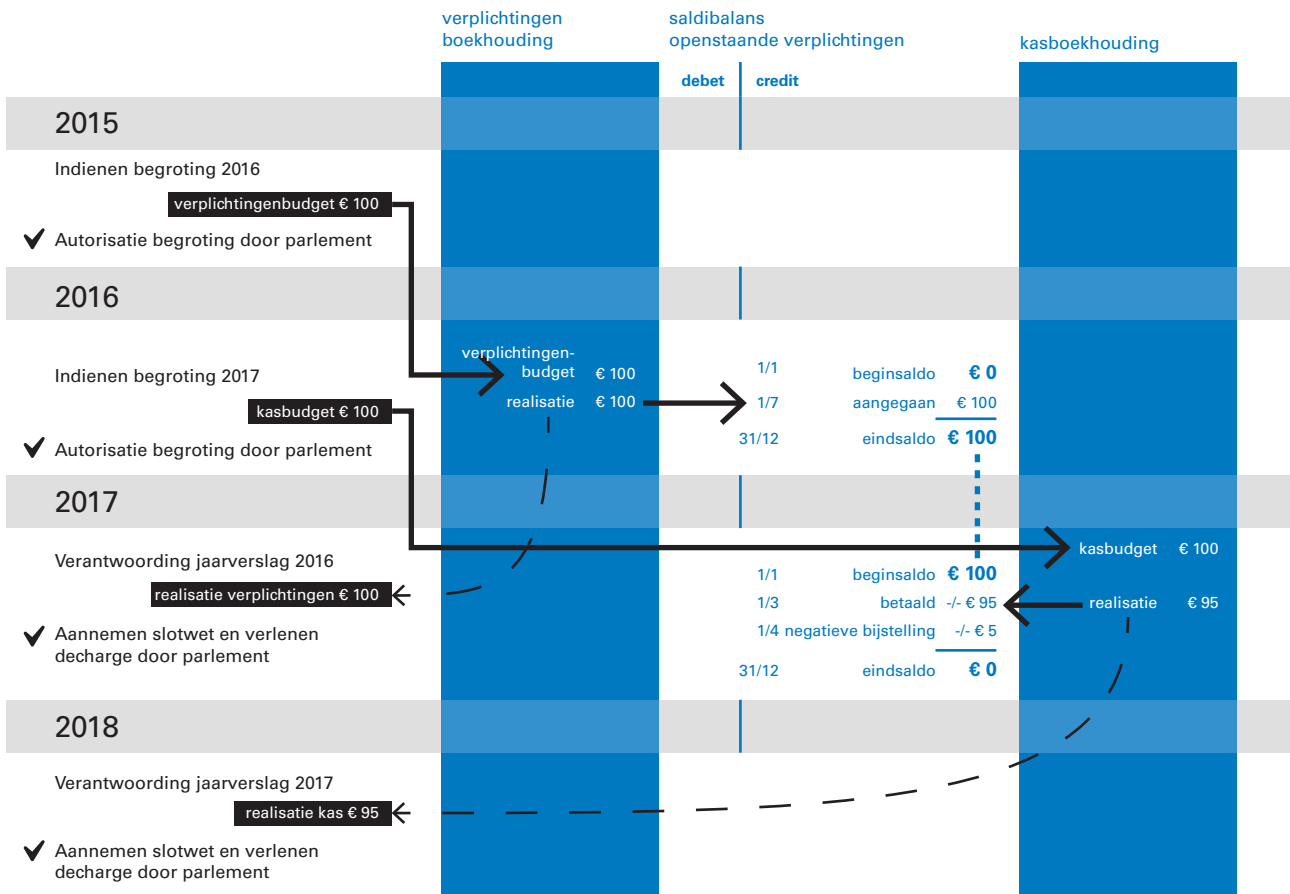 verplichtingen
boekhouding
saldibalans
openstaande verplichtingen
kasboekhouding
debet credit
2015
Indienen begroting 2016
verplichtingenbudget € 100
Autorisatie begroting door parlement
2016
verplichtingen-
budget € 100
realisatie € 100
1/1 beginsaldo € 0
1/7 aangegaan € 100
31/12 eindsaldo € 100
Indienen begroting 2017
kasbudget € 100
Autorisatie begroting door parlement
2017
kasbudget € 100
Verantwoording jaarverslag 2016
realisatie verplichtingen € 100
1/1 beginsaldo € 100
1/3 betaald -/- € 95
realisatie € 95
1/4 negatieve bijstelling -/- € 5
31/12 eindsaldo € 0
Aannemen slotwet en verlenen
decharge door parlement
2018
Verantwoording jaarverslag 2017
realisatie kas € 95
Aannemen slotwet en verlenen
decharge door parlement